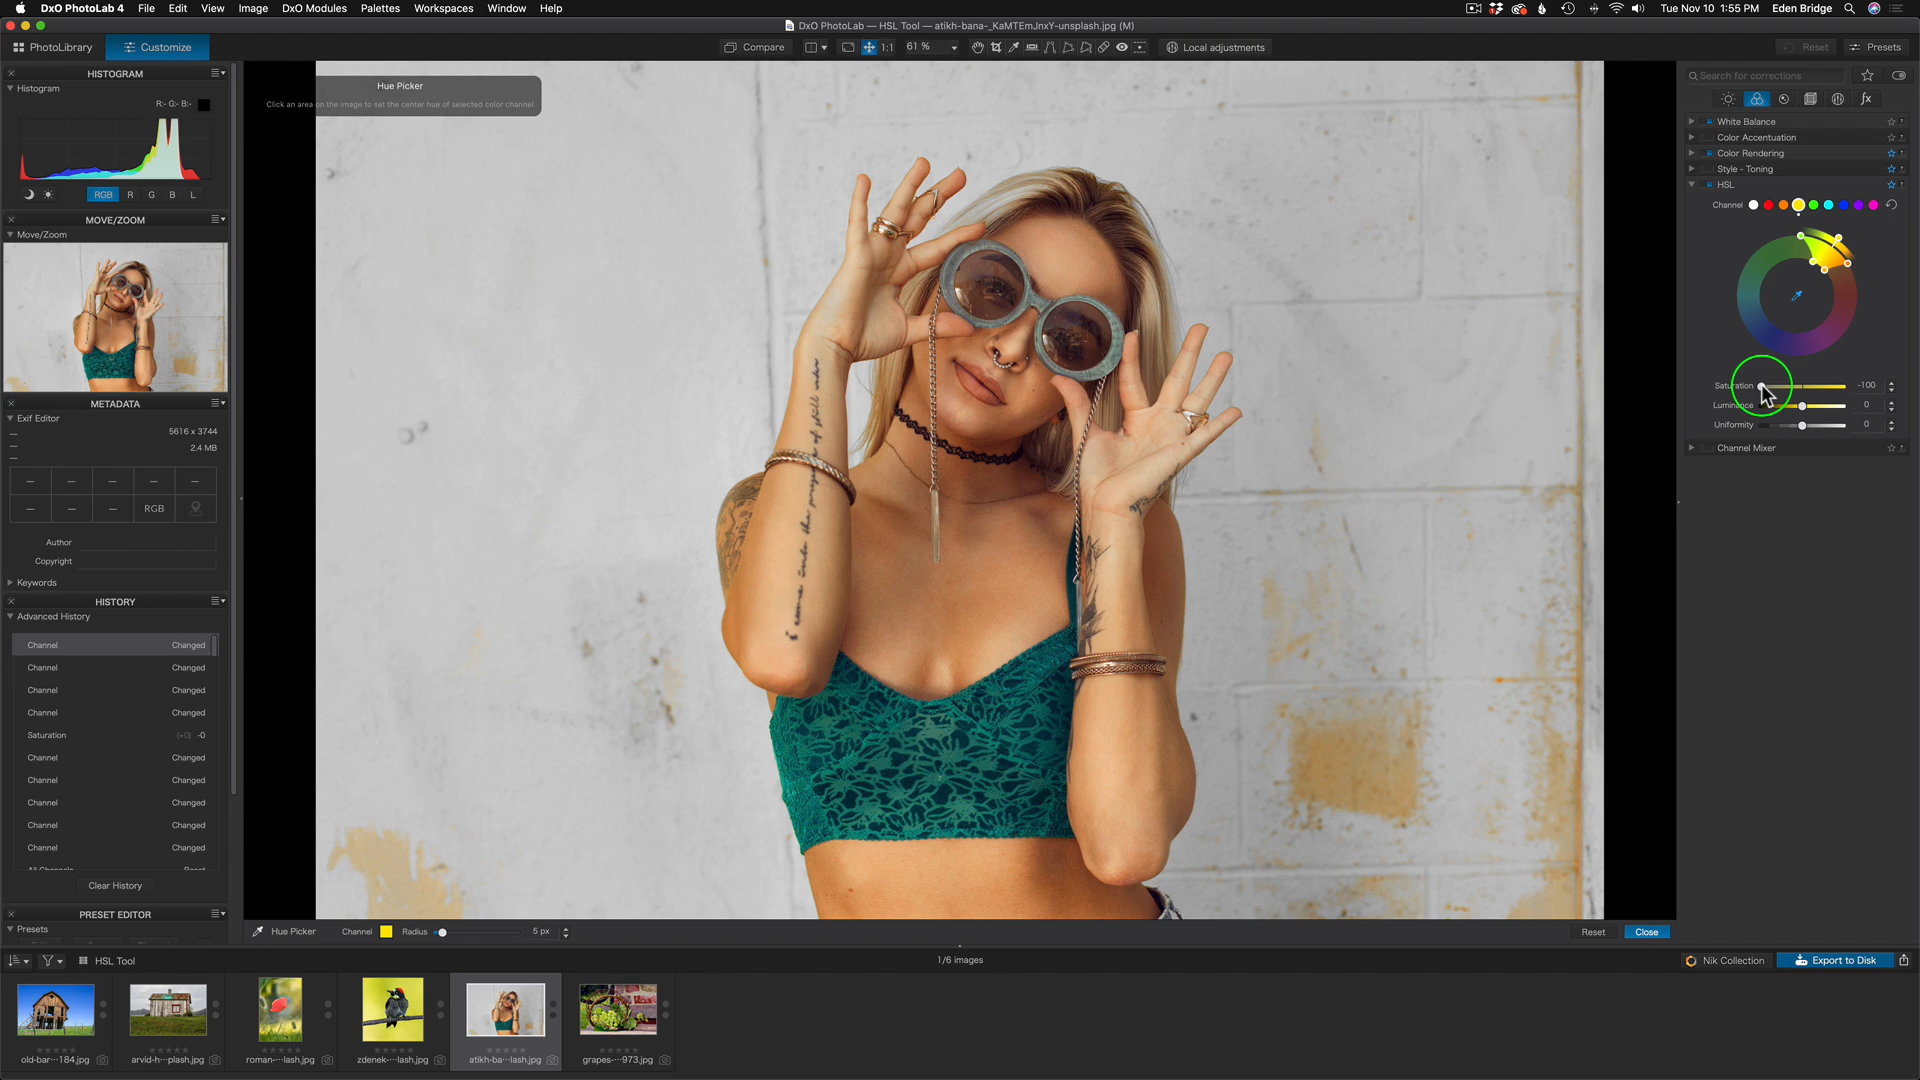 DxO PhotoLab 4 File Edit View Image DxO Modules Palettes Workspaces Window Help
Tue Nov 10 1:55 PM Eden Bridge
DxO PhotoLab — HSL Tool — atikh-bana-_KaMTEmJnxY-unsplash.jpg (M)
PhotoLibrary Customize
Compare 1:1 61 % Local adjustments
Reset Presets
HISTOGRAM
Histogram
R:- G:- B:-
RGB R G B L
MOVE/ZOOM
Move/Zoom
METADATA
Exif Editor
5616 x 3744
2.4 MB
RGB
Author
Copyright
Keywords
HISTORY
Advanced History
Channel Changed
Channel Changed
Channel Changed
Channel Changed
Saturation (+0) -0
Channel Changed
Channel Changed
Channel Changed
Channel Changed
Channel Changed
All Channels Reset
Clear History
PRESET EDITOR
Presets
Hue Picker
Click an area on the image to set the center hue of selected color channel
Search for corrections
fx
White Balance
Color Accentuation
Color Rendering
Style - Toning
HSL
Channel
Saturation -100
Luminance 0
Uniformity 0
Channel Mixer
Hue Picker Channel Radius 5 px
Reset Close
HSL Tool
1/6 images
Nik Collection Export to Disk
old-bar···184.jpg
arvid-h···plash.jpg
roman-···lash.jpg
zdenek-···lash.jpg
atikh-ba···lash.jpg
grapes-···973.jpg